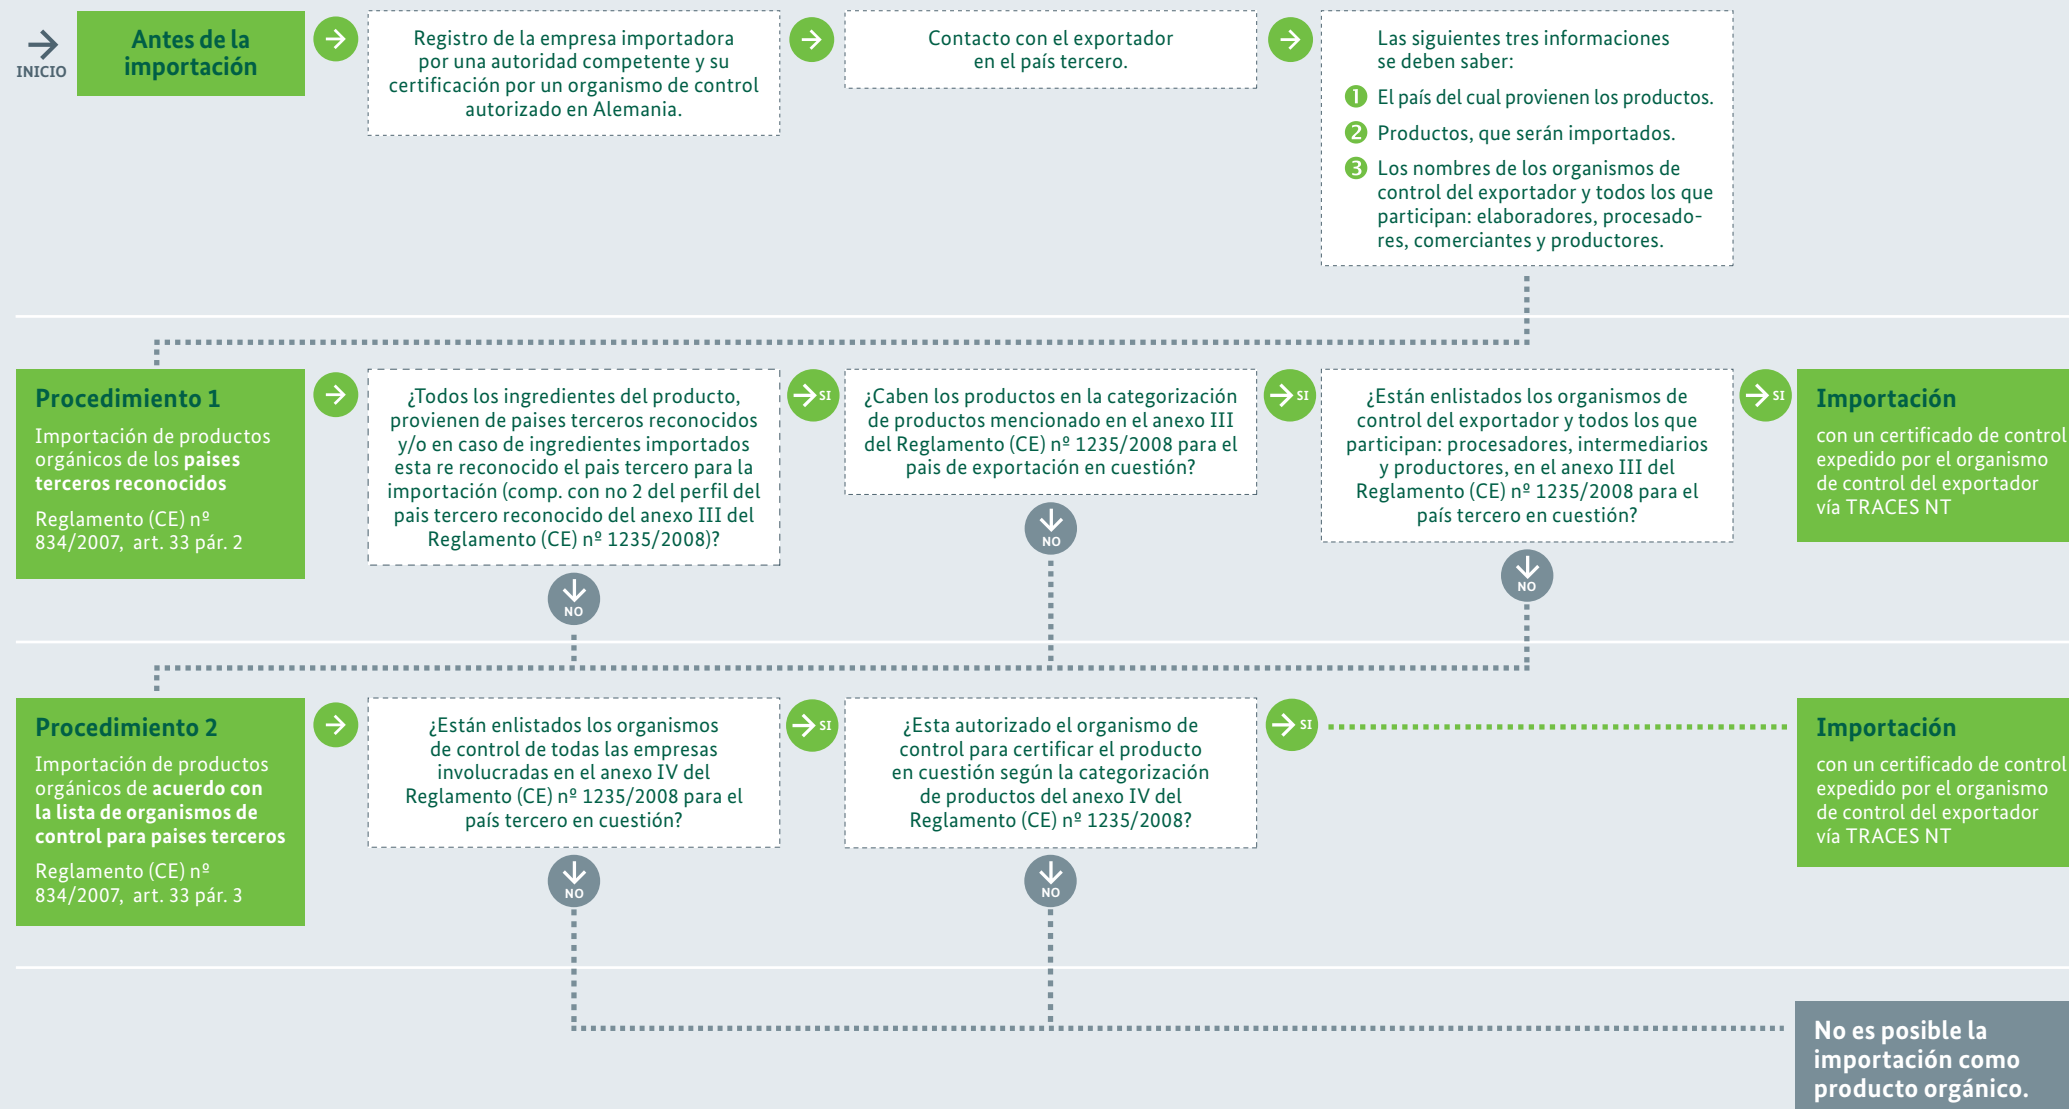 INICIO
Antes de la
importación
Registro de la empresa importadora
por una autoridad competente y su
certificación por un organismo de control
autorizado en Alemania.
Contacto con el exportador
en el país tercero.
Las siguientes tres informaciones
se deben saber:
1 El país del cual provienen los productos.
2 Productos, que serán importados.
3 Los nombres de los organismos de
control del exportador y todos los que
participan: elaboradores, procesado-
res, comerciantes y productores.
Procedimiento 1
Importación de productos
orgánicos de los paises
terceros reconocidos
Reglamento (CE) nº
834/2007, art. 33 pár. 2
¿Todos los ingredientes del producto,
provienen de paises terceros reconocidos
y/o en caso de ingredientes importados
esta re reconocido el pais tercero para la
importación (comp. con no 2 del perfil del
pais tercero reconocido del anexo III del
Reglamento (CE) nº 1235/2008)?
NO
SI
¿Caben los productos en la categorización
de productos mencionado en el anexo III
del Reglamento (CE) nº 1235/2008 para el
pais de exportación en cuestión?
NO
SI
¿Están enlistados los organismos de
control del exportador y todos los que
participan: procesadores, intermediarios
y productores, en el anexo III del
Reglamento (CE) nº 1235/2008 para el
país tercero en cuestión?
NO
SI
Importación
con un certificado de control
expedido por el organismo
de control del exportador
vía TRACES NT
Procedimiento 2
Importación de productos
orgánicos de acuerdo con
la lista de organismos de
control para paises terceros
Reglamento (CE) nº
834/2007, art. 33 pár. 3
¿Están enlistados los organismos
de control de todas las empresas
involucradas en el anexo IV del
Reglamento (CE) nº 1235/2008 para el
país tercero en cuestión?
NO
SI
¿Esta autorizado el organismo de
control para certificar el producto
en cuestión según la categorización
de productos del anexo IV del
Reglamento (CE) nº 1235/2008?
NO
SI
Importación
con un certificado de control
expedido por el organismo
de control del exportador
vía TRACES NT
No es posible la
importación como
producto orgánico.